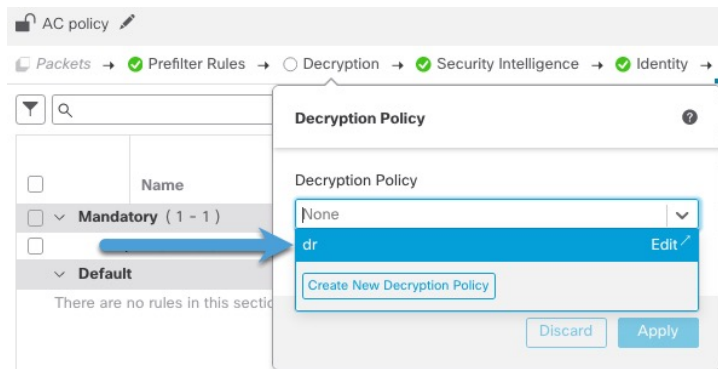 AC policy
Packets → Prefilter Rules → Decryption → Security Intelligence → Identity →
Decryption Policy
Name
Decryption Policy
Mandatory (1 - 1)
None
dr Edit
Default
Create New Decryption Policy
There are no rules in this
Discard Apply